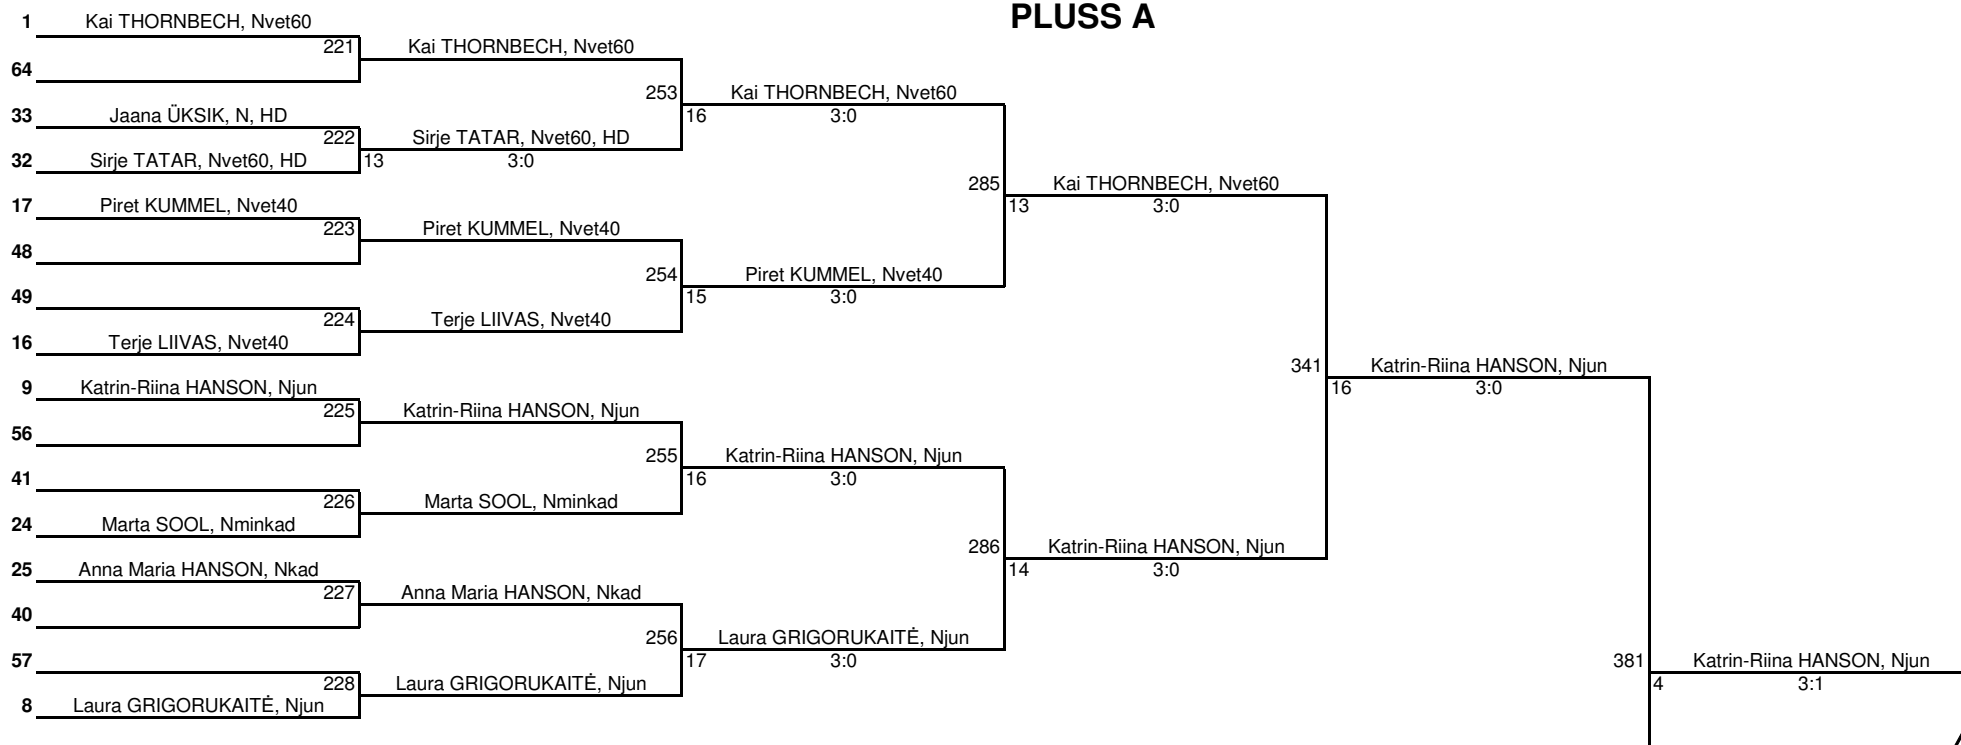 PLUSS A
1 Kai THORNBECH, Nvet60
221 Kai THORNBECH, Nvet60
64
253 Kai THORNBECH, Nvet60
33 Jaana ÜKSIK, N, HD
16 3:0
222 Sirje TATAR, Nvet60, HD
32 Sirje TATAR, Nvet60, HD 13 3:0
285 Kai THORNBECH, Nvet60
17 Piret KUMMEL, Nvet40
13 3:0
223 Piret KUMMEL, Nvet40
48
254 Piret KUMMEL, Nvet40
49
15 3:0
224 Terje LIIVAS, Nvet40
16 Terje LIIVAS, Nvet40
341 Katrin-Riina HANSON, Njun
9 Katrin-Riina HANSON, Njun
16 3:0
225 Katrin-Riina HANSON, Njun
56
255 Katrin-Riina HANSON, Njun
41
16 3:0
226 Marta SOOL, Nminkad
24 Marta SOOL, Nminkad
286 Katrin-Riina HANSON, Njun
25 Anna Maria HANSON, Nkad
14 3:0
227 Anna Maria HANSON, Nkad
40
256 Laura GRIGORUKAITĖ, Njun
57
17 3:0
381 Katrin-Riina HANSON, Njun
228 Laura GRIGORUKAITĖ, Njun
4 3:1
8 Laura GRIGORUKAITĖ, Njun